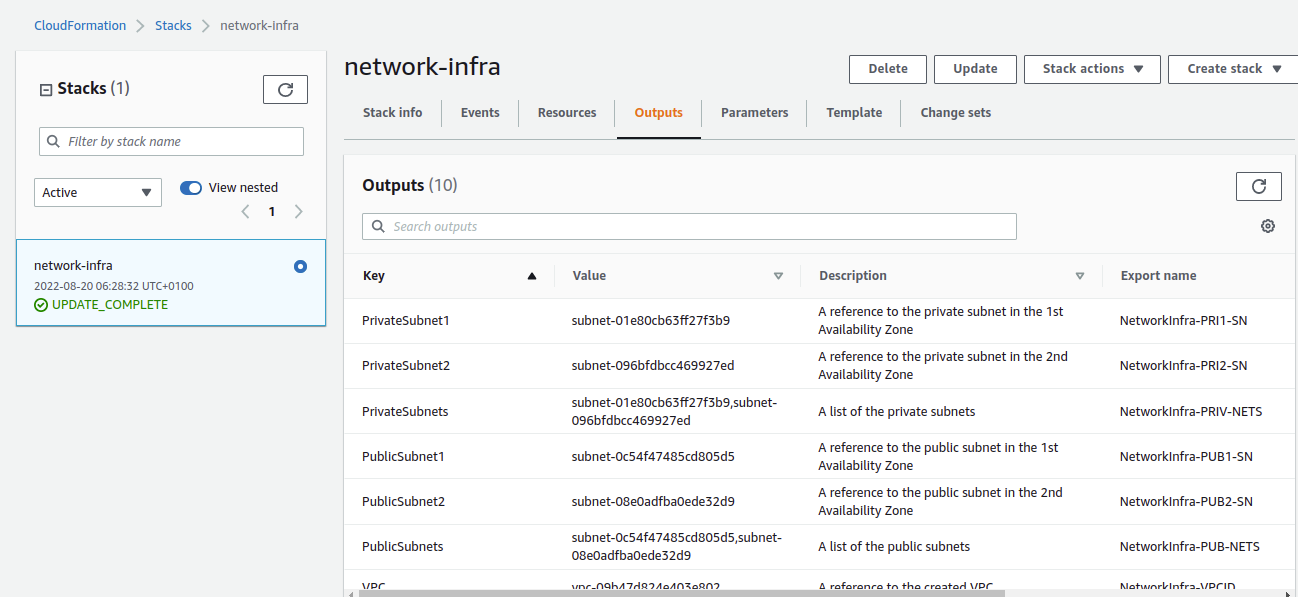 CloudFormation > Stacks > network-infra
Stacks (1)
Filter by stack name
Active
View nested
1
network-infra
2022-08-20 06:28:32 UTC+0100
UPDATE_COMPLETE
network-infra
Delete Update Stack actions Create stack
Stack info Events Resources Outputs Parameters Template Change sets
Outputs (10)
Search outputs
Key Value Description Export name
PrivateSubnet1 subnet-01e80cb63ff27f3b9 A reference to the private subnet in the 1st NetworkInfra-PRI1-SN
Availability Zone
PrivateSubnet2 subnet-096bfdbcc469927ed A reference to the private subnet in the 2nd NetworkInfra-PRI2-SN
Availability Zone
PrivateSubnets subnet-01e80cb63ff27f3b9,subnet- A list of the private subnets NetworkInfra-PRIV-NETS
096bfdbcc469927ed
PublicSubnet1 subnet-0c54f47485cd805d5 A reference to the public subnet in the 1st NetworkInfra-PUB1-SN
Availability Zone
PublicSubnet2 subnet-08e0adfba0ede32d9 A reference to the public subnet in the 2nd NetworkInfra-PUB2-SN
Availability Zone
PublicSubnets subnet-0c54f47485cd805d5,subnet- A list of the public subnets NetworkInfra-PUB-NETS
08e0adfba0ede32d9
VPC vpc-09b47d824e403e802 A reference to the created VPC NetworkInfra-VPCID